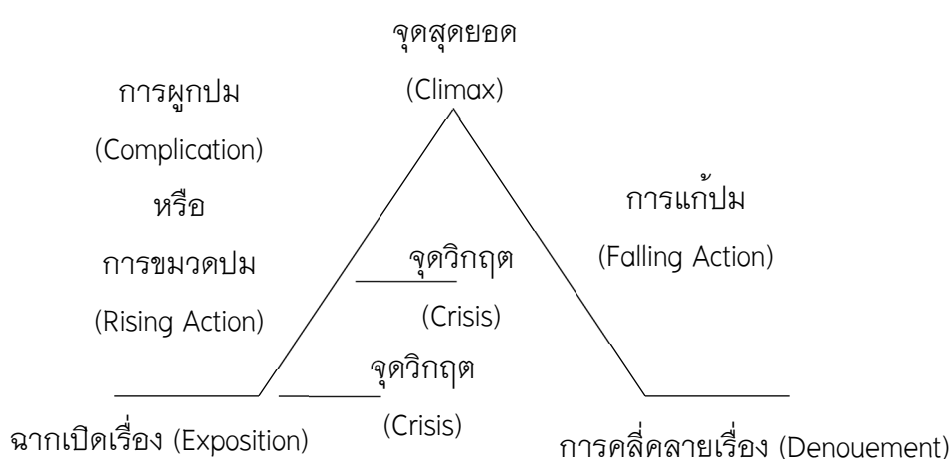 จุดสุดยอด
(Climax)
การผูกปม
(Complication)
หรือ
การขมวดปม
(Rising Action)
การแก้ปม
(Falling Action)
จุดวิกฤต
(Crisis)
จุดวิกฤต
(Crisis)
ฉากเปิดเรื่อง (Exposition)
การคลี่คลายเรื่อง (Denouement)